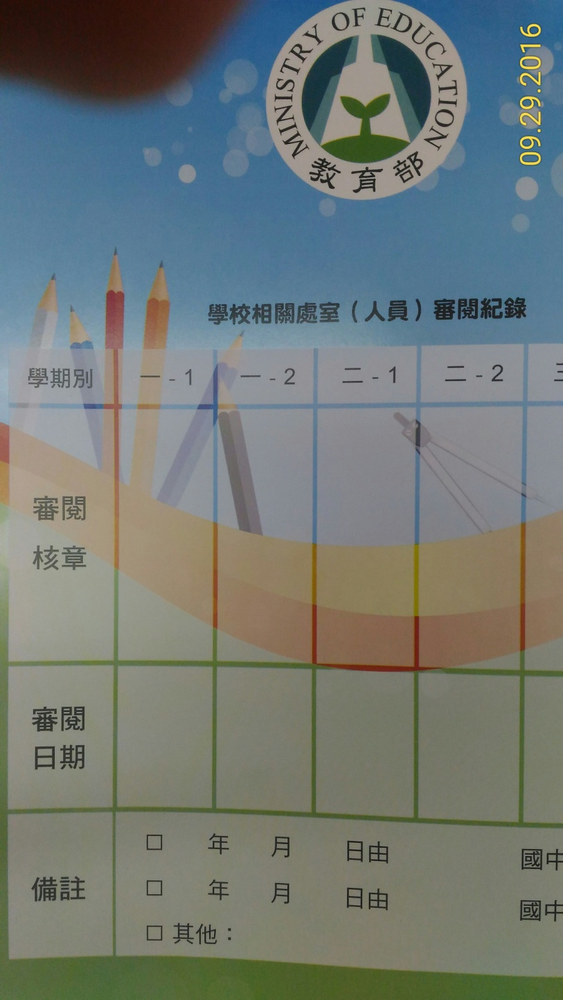 MINISTRY OF EDUCATION
教育部
09.29.2016
學校相關處室（人員）審閱紀錄
學期別 一 - 1 一 - 2 二 - 1 二 - 2 三
審閱
核章
審閱
日期
備註
□ 年 月 日由 國中
□ 年 月 日由 國中
□ 其他：